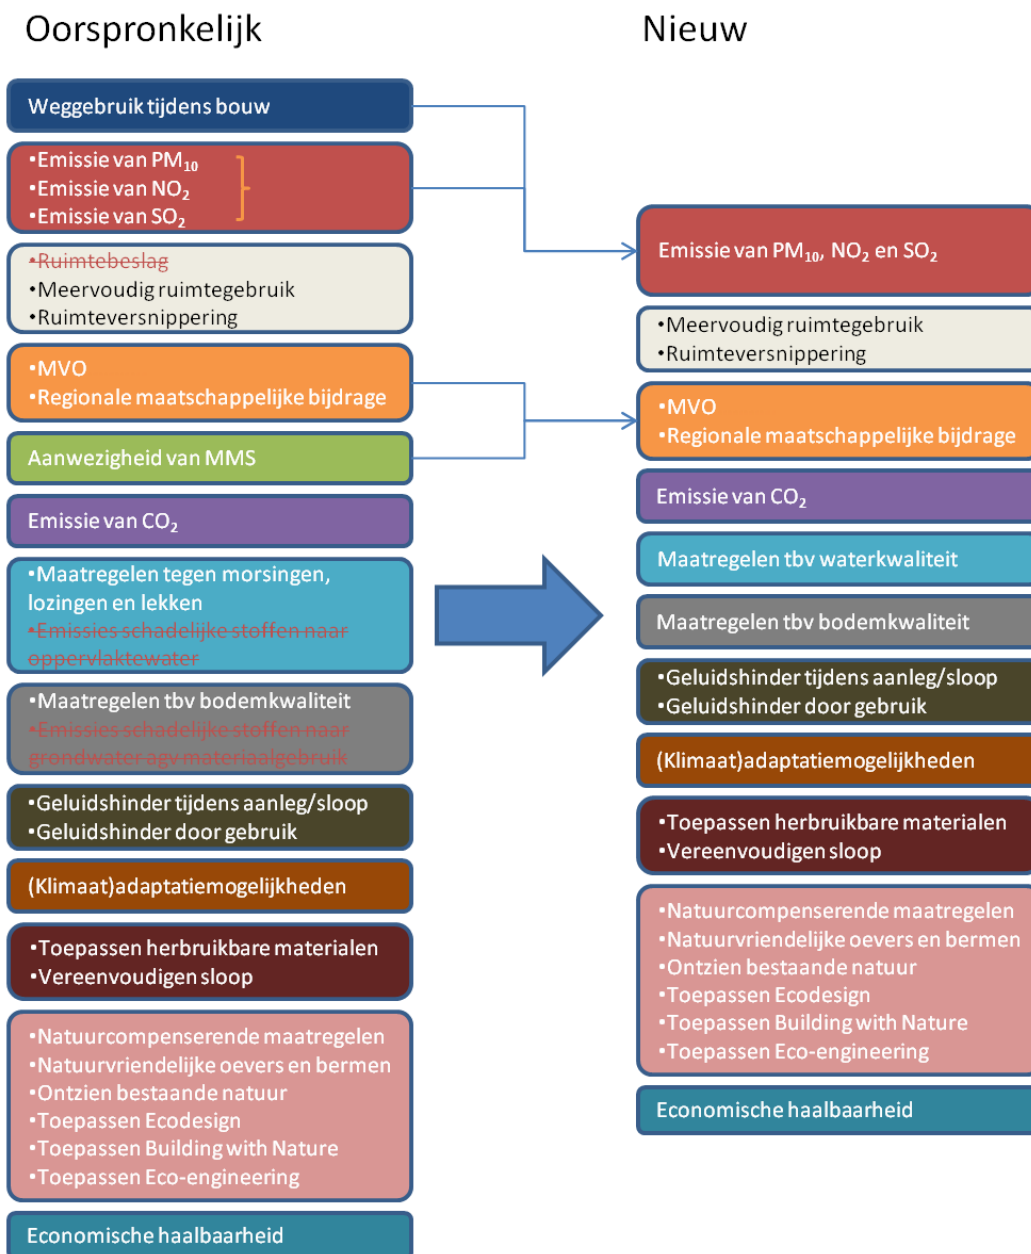 Oorspronkelijk
Weggebruik tijdens bouw
•Emissie van PM₁₀
•Emissie van NO₂
•Emissie van SO₂
•Ruimtebeslag
•Meervoudig ruimtegebruik
•Ruimteversnippering
•MVO
•Regionale maatschappelijke bijdrage
Aanwezigheid van MMS
Emissie van CO₂
•Maatregelen tegen morsingen,
lozingen en lekken
•Emissies schadelijke stoffen naar
oppervlaktewater
•Maatregelen tbv bodemkwaliteit
•Emissies schadelijke stoffen naar
grondwater agv materiaalgebruik
•Geluidshinder tijdens aanleg/sloop
•Geluidshinder door gebruik
(Klimaat)adaptatiemogelijkheden
•Toepassen herbruikbare materialen
•Vereenvoudigen sloop
•Natuurcompenserende maatregelen
•Natuurvriendelijke oevers en bermen
•Ontzien bestaande natuur
•Toepassen Ecodesign
•Toepassen Building with Nature
•Toepassen Eco-engineering
Economische haalbaarheid
Nieuw
Emissie van PM₁₀, NO₂ en SO₂
•Meervoudig ruimtegebruik
•Ruimteversnippering
•MVO
•Regionale maatschappelijke bijdrage
Emissie van CO₂
Maatregelen tbv waterkwaliteit
Maatregelen tbv bodemkwaliteit
•Geluidshinder tijdens aanleg/sloop
•Geluidshinder door gebruik
(Klimaat)adaptatiemogelijkheden
•Toepassen herbruikbare materialen
•Vereenvoudigen sloop
•Natuurcompenserende maatregelen
•Natuurvriendelijke oevers en bermen
•Ontzien bestaande natuur
•Toepassen Ecodesign
•Toepassen Building with Nature
•Toepassen Eco-engineering
Economische haalbaarheid